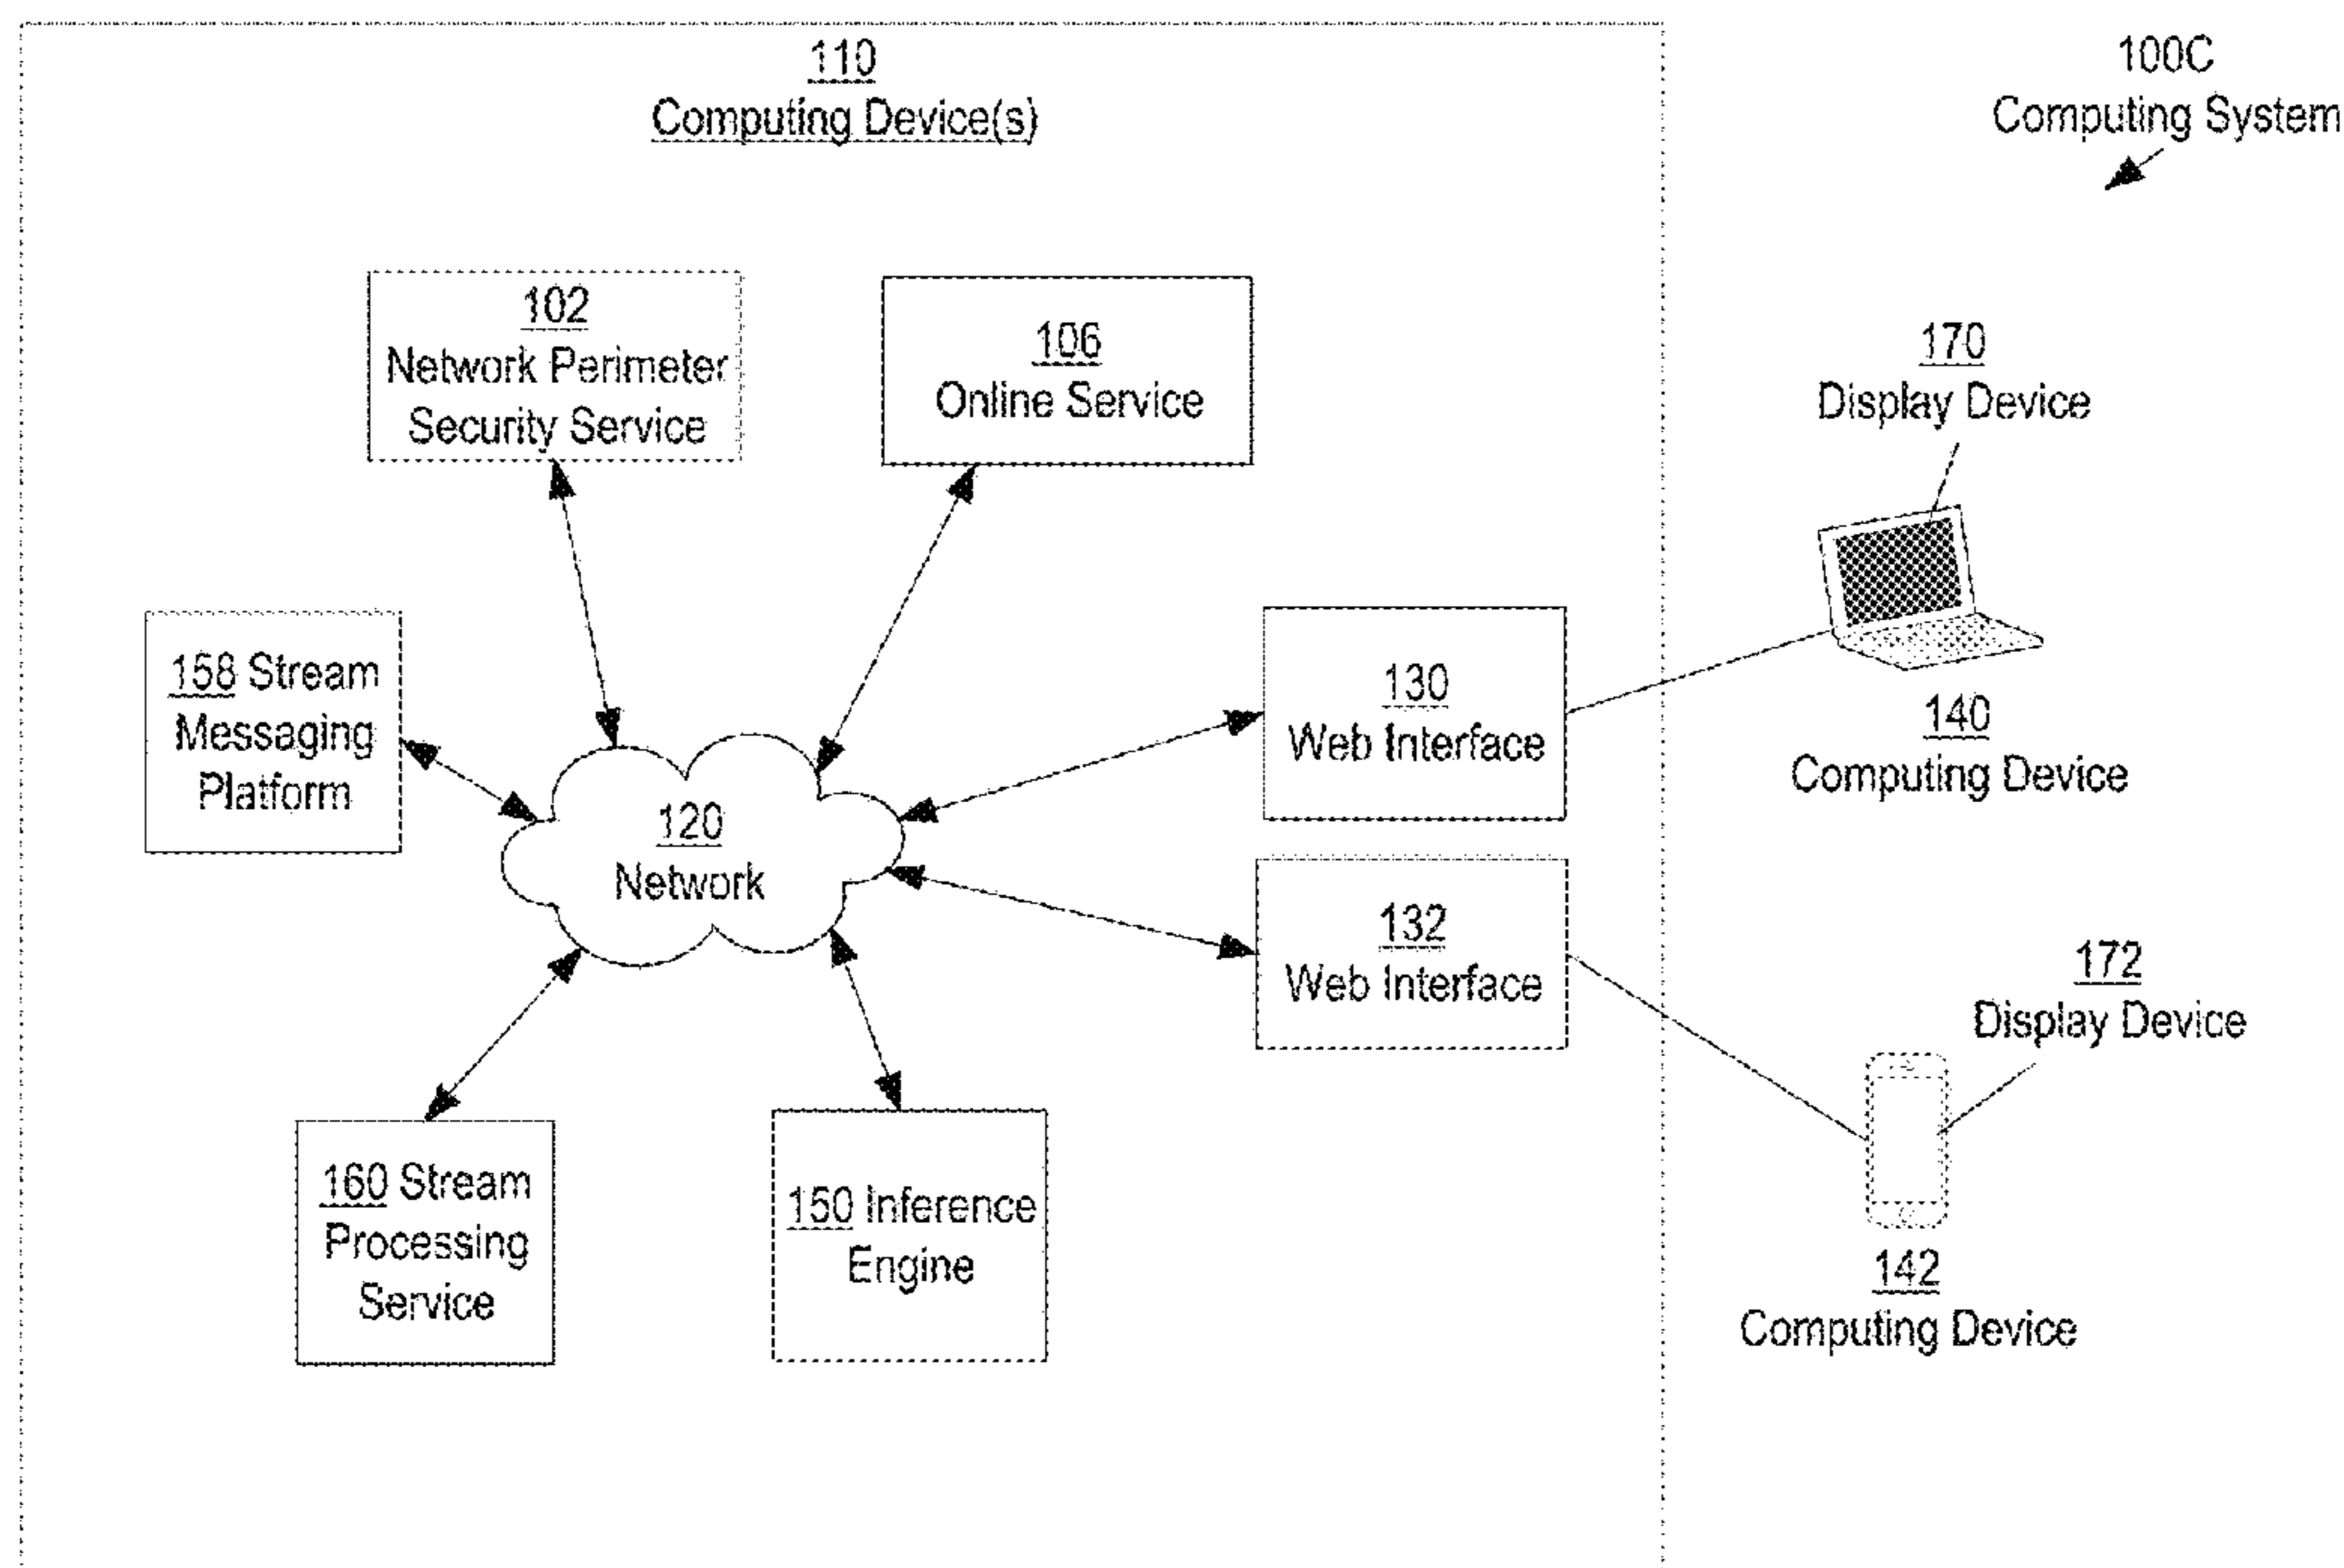 110
Computing Device(s)
100C
Computing System
102
Network Perimeter
Security Service
106
Online Service
170
Display Device
158 Stream
Messaging
Platform
130
Web Interface
140
Computing Device
120
Network
132
Web Interface
172
Display Device
160 Stream
Processing
Service
150 Inference
Engine
142
Computing Device